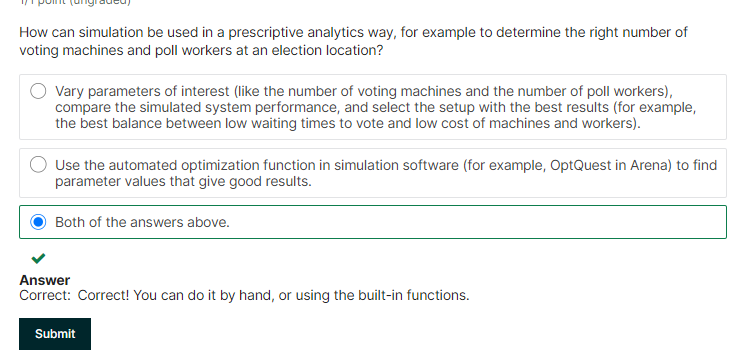 1/1 point (ungraded)
How can simulation be used in a prescriptive analytics way, for example to determine the right number of
voting machines and poll workers at an election location?
Vary parameters of interest (like the number of voting machines and the number of poll workers),
compare the simulated system performance, and select the setup with the best results (for example,
the best balance between low waiting times to vote and low cost of machines and workers).
Use the automated optimization function in simulation software (for example, OptQuest in Arena) to find
parameter values that give good results.
Both of the answers above.
Answer
Correct: Correct! You can do it by hand, or using the built-in functions.
Submit